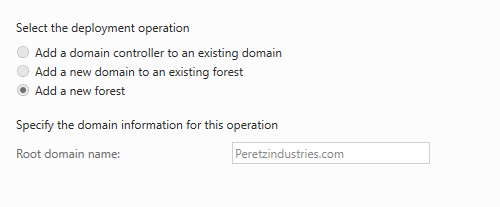 Select the deployment operation
Add a domain controller to an existing domain
Add a new domain to an existing forest
Add a new forest
Specify the domain information for this operation
Root domain name: Peretzindustries.com